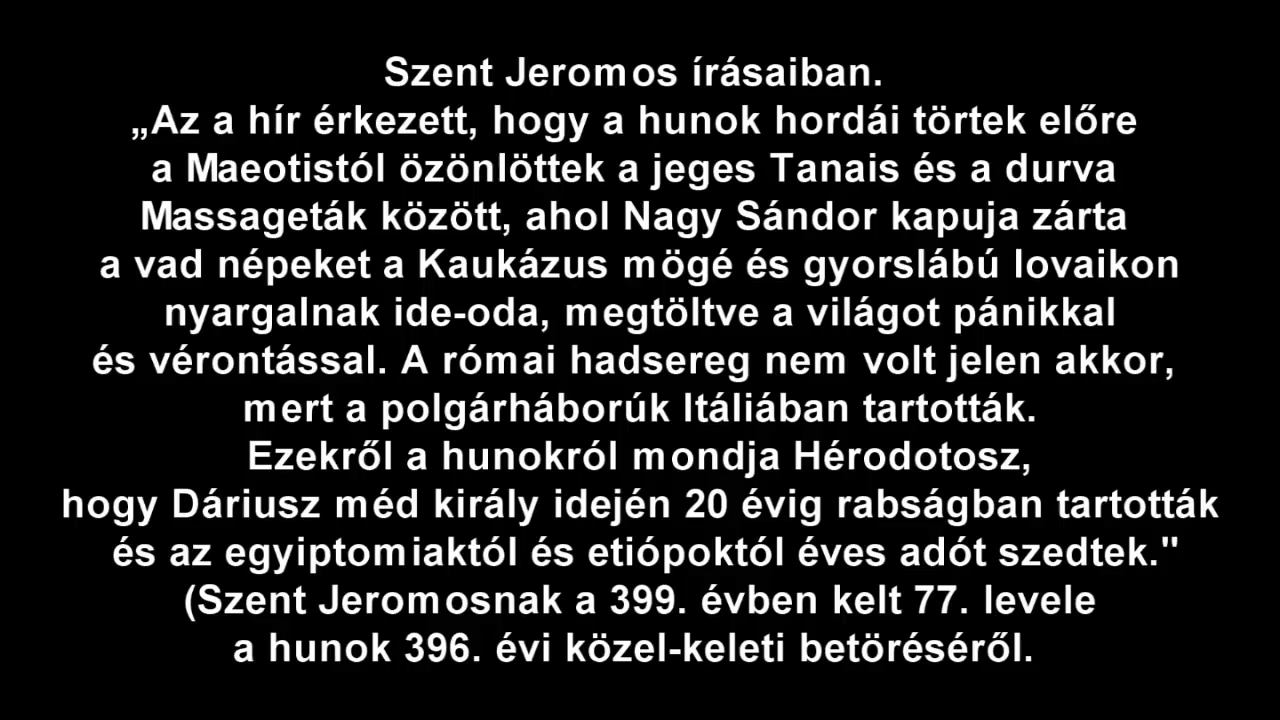 Szent Jeromos írásaiban.
„Az a hír érkezett, hogy a hunok hordái törtek előre
a Maeotistól özönlöttek a jeges Tanais és a durva
Massageták között, ahol Nagy Sándor kapuja zárta
a vad népeket a Kaukázus mögé és gyorslábú lovaikon
nyargalnak ide-oda, megtöltve a világot pánikkal
és vérontással. A római hadsereg nem volt jelen akkor,
mert a polgárháborúk Itáliában tartották.
Ezekről a hunokról mondja Hérodotosz,
hogy Dáriusz méd király idején 20 évig rabságban tartották
és az egyiptomiaktól és etiópoktól éves adót szedtek."
(Szent Jeromosnak a 399. évben kelt 77. levele
a hunok 396. évi közel-keleti betöréséről.